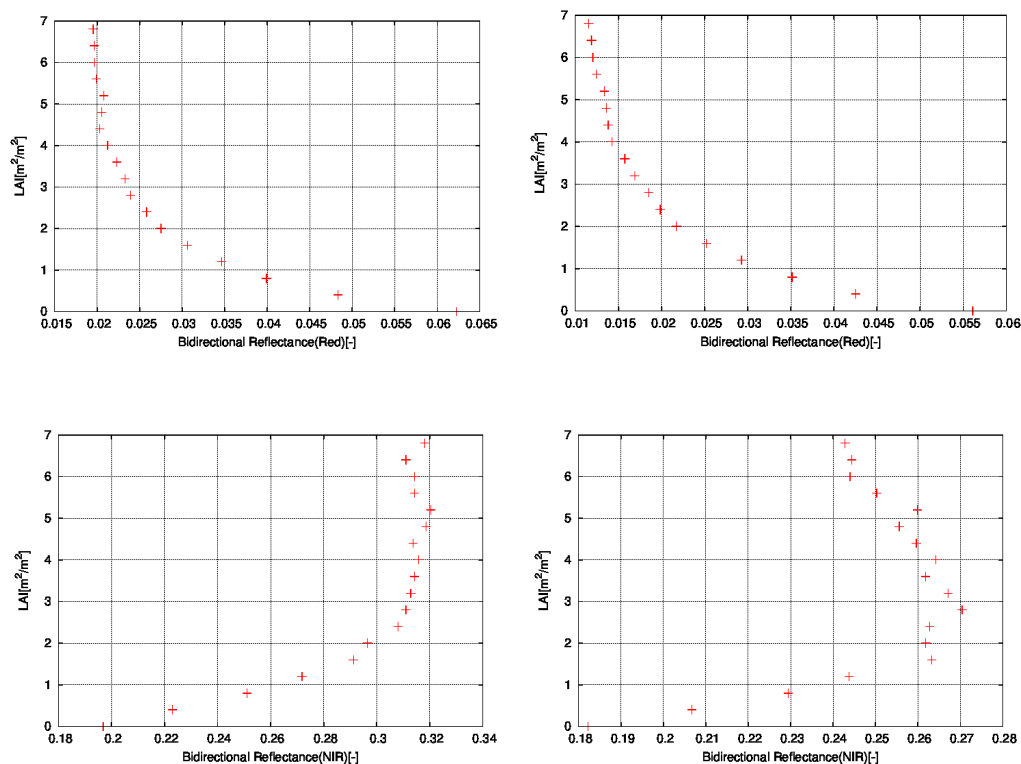 7
6
5
4
3
2
1
0
LAI[m²/m²]
0.015 0.02 0.025 0.03 0.035 0.04 0.045 0.05 0.055 0.06 0.065
Bidirectional Reflectance(Red)[-]
7
6
5
4
3
2
1
0
LAI[m²/m²]
0.01 0.015 0.02 0.025 0.03 0.035 0.04 0.045 0.05 0.055 0.06
Bidirectional Reflectance(Red)[-]
7
6
5
4
3
2
1
0
LAI[m²/m²]
0.18 0.2 0.22 0.24 0.26 0.28 0.3 0.32 0.34
Bidirectional Reflectance(NIR)[-]
7
6
5
4
3
2
1
0
LAI[m²/m²]
0.18 0.19 0.2 0.21 0.22 0.23 0.24 0.25 0.26 0.27 0.28
Bidirectional Reflectance(NIR)[-]